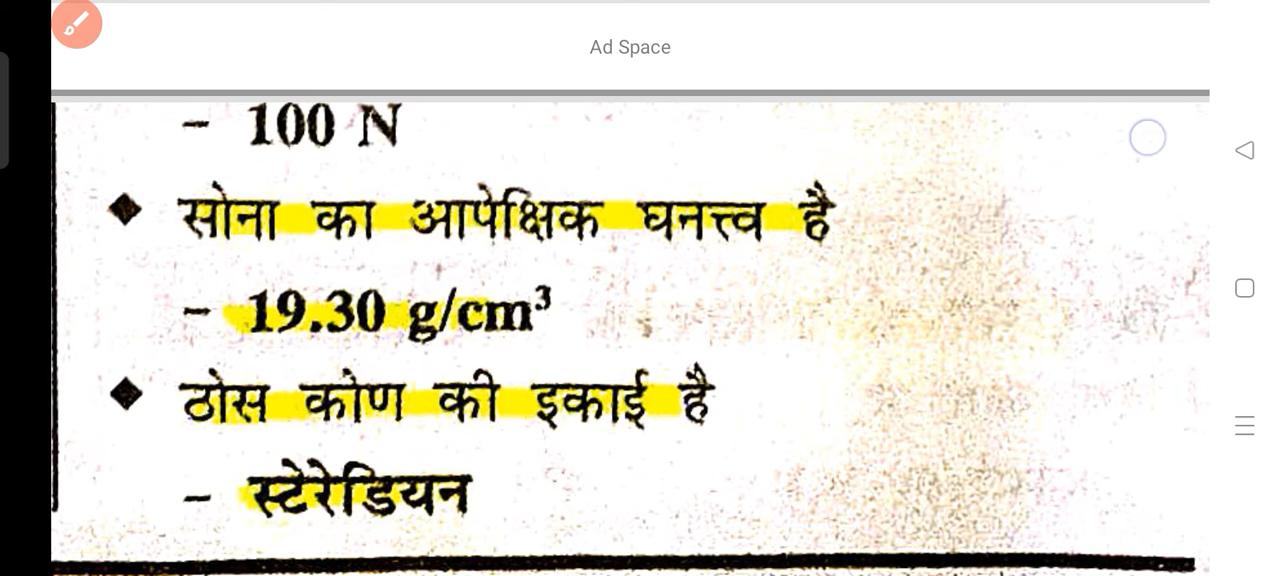 Ad Space
– 100 N
◆ सोना का आपेक्षिक घनत्त्व है
– 19.30 g/cm³
◆ ठोस कोण की इकाई है
– स्टेरेडियन